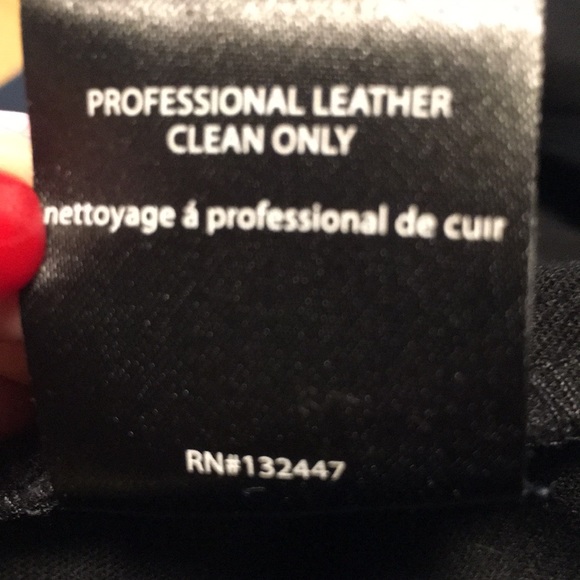 PROFESSIONAL LEATHER
CLEAN ONLY
nettoyage á professional de cuir
RN#132447